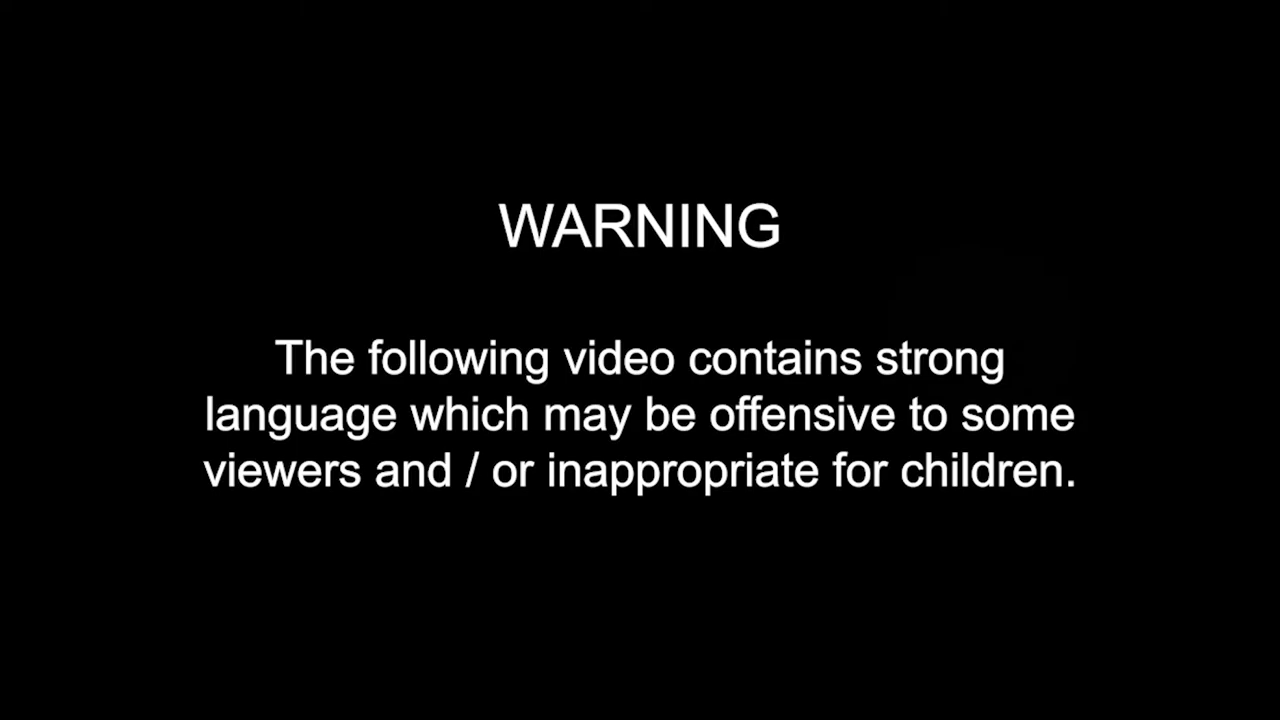 WARNING
The following video contains strong
language which may be offensive to some
viewers and / or inappropriate for children.